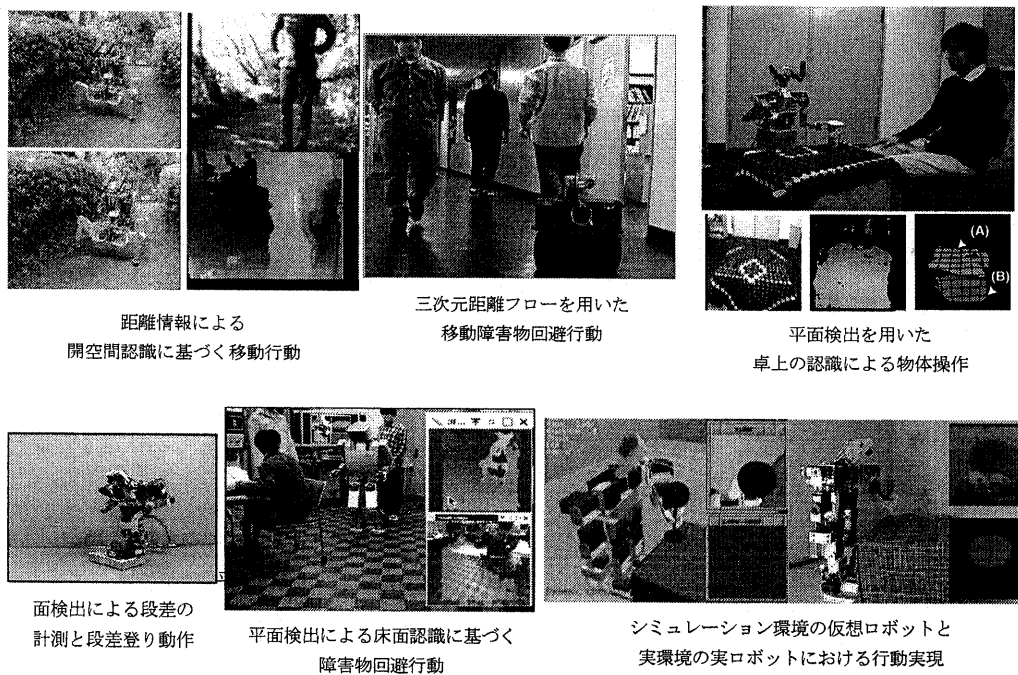 (A)
(B)
距離情報による
開空間認識に基づく移動行動
三次元距離フローを用いた
移動障害物回避行動
平面検出を用いた
卓上の認識による物体操作
面検出による段差の
計測と段差登り動作
平面検出による床面認識に基づく
障害物回避行動
シミュレーション環境の仮想ロボットと
実環境の実ロボットにおける行動実現